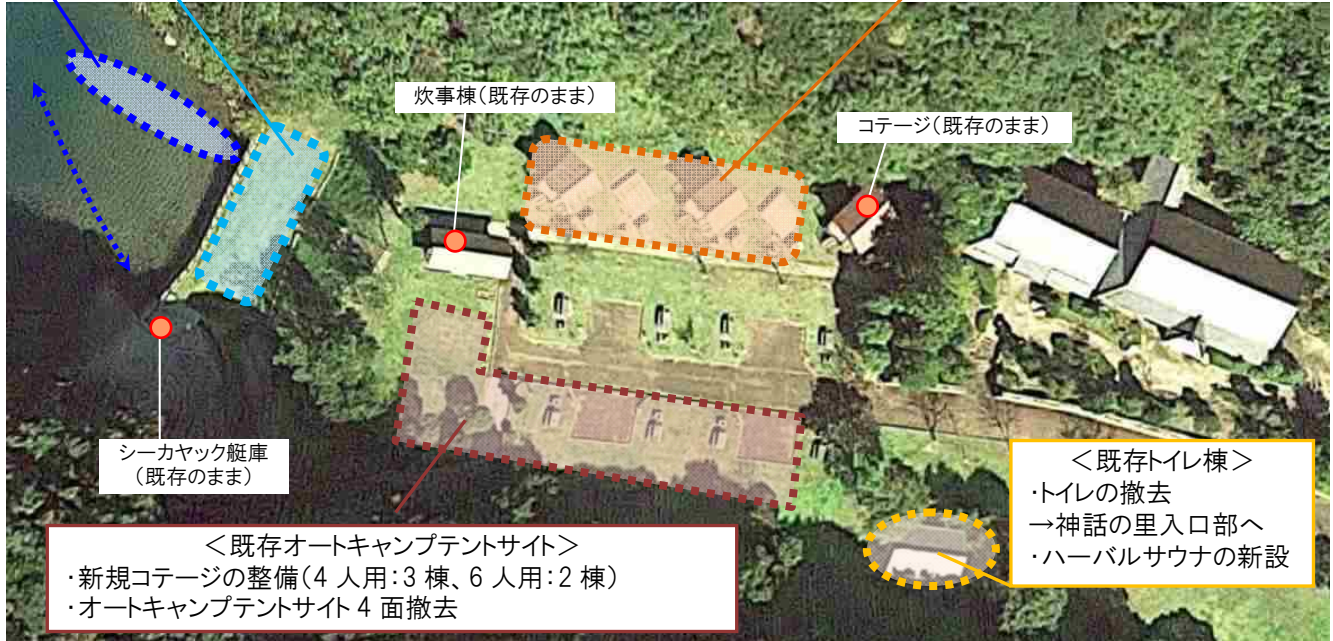 炊事棟(既存のまま)
コテージ(既存のまま)
シーカヤック艇庫
(既存のまま)
＜既存トイレ棟＞
・トイレの撤去
→神話の里入口部へ
・ハーバルサウナの新設
＜既存オートキャンプテントサイト＞
・新規コテージの整備(4 人用:3 棟、6 人用:2 棟)
・オートキャンプテントサイト 4 面撤去